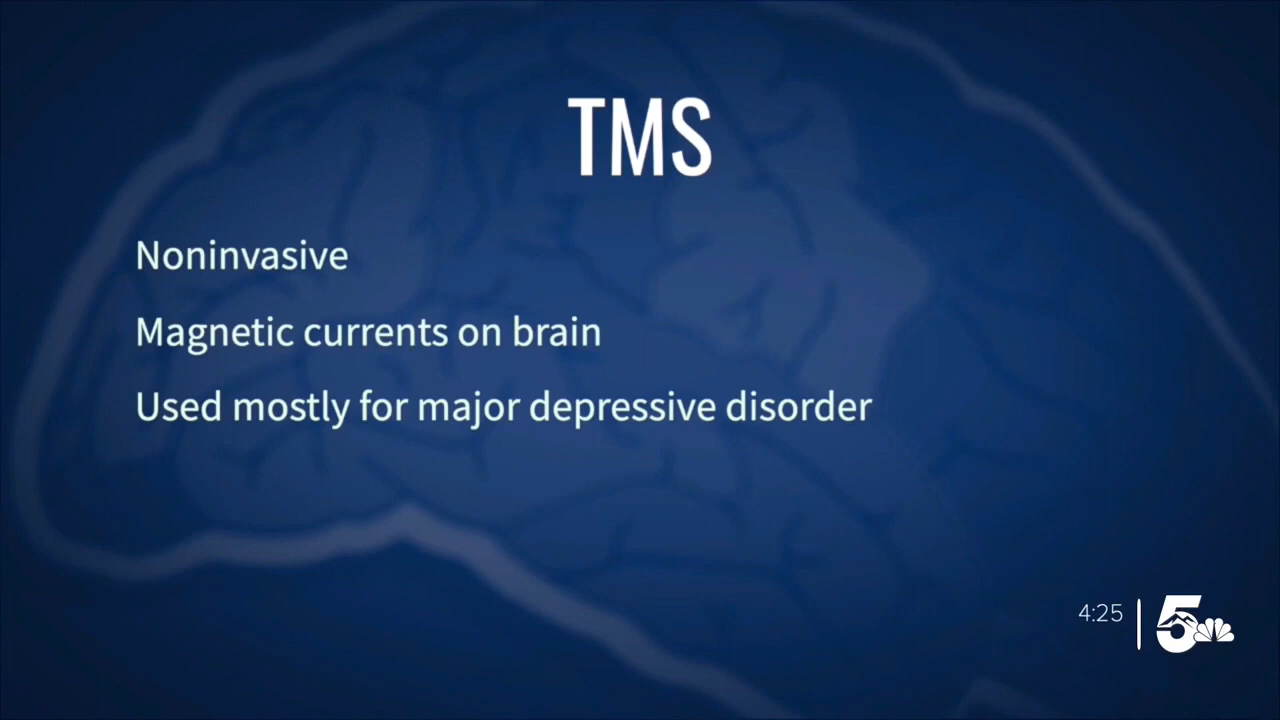 TMS
Noninvasive
Magnetic currents on brain
Used mostly for major depressive disorder
4:25
5